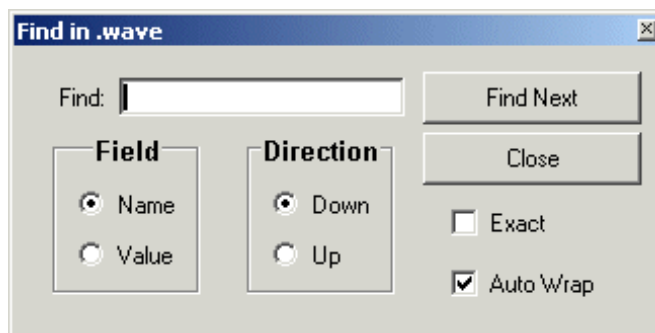 Find in .wave
Find:
Find Next
Close
Field
Name
Value
Direction
Down
Up
Exact
Auto Wrap